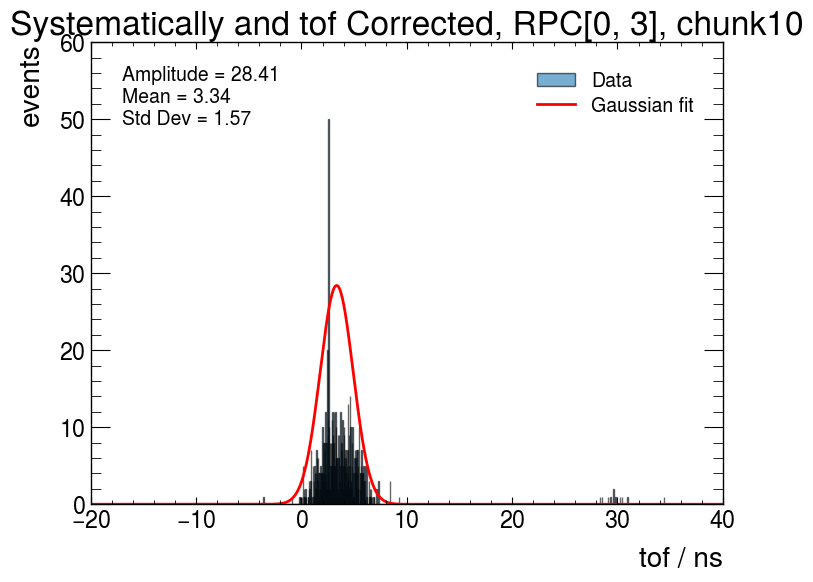 Systematically and tof Corrected, RPC[0, 3], chunk10
events
Amplitude = 28.41
Mean = 3.34
Std Dev = 1.57
Data
Gaussian fit
60
50
40
30
20
10
0
−20
−10
0
10
20
30
40
tof / ns